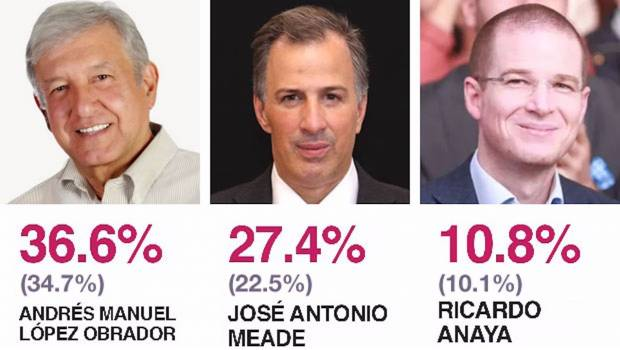 36.6%
(34.7%)
ANDRÉS MANUEL
LÓPEZ OBRADOR
27.4%
(22.5%)
JOSÉ ANTONIO
MEADE
10.8%
(10.1%)
RICARDO
ANAYA